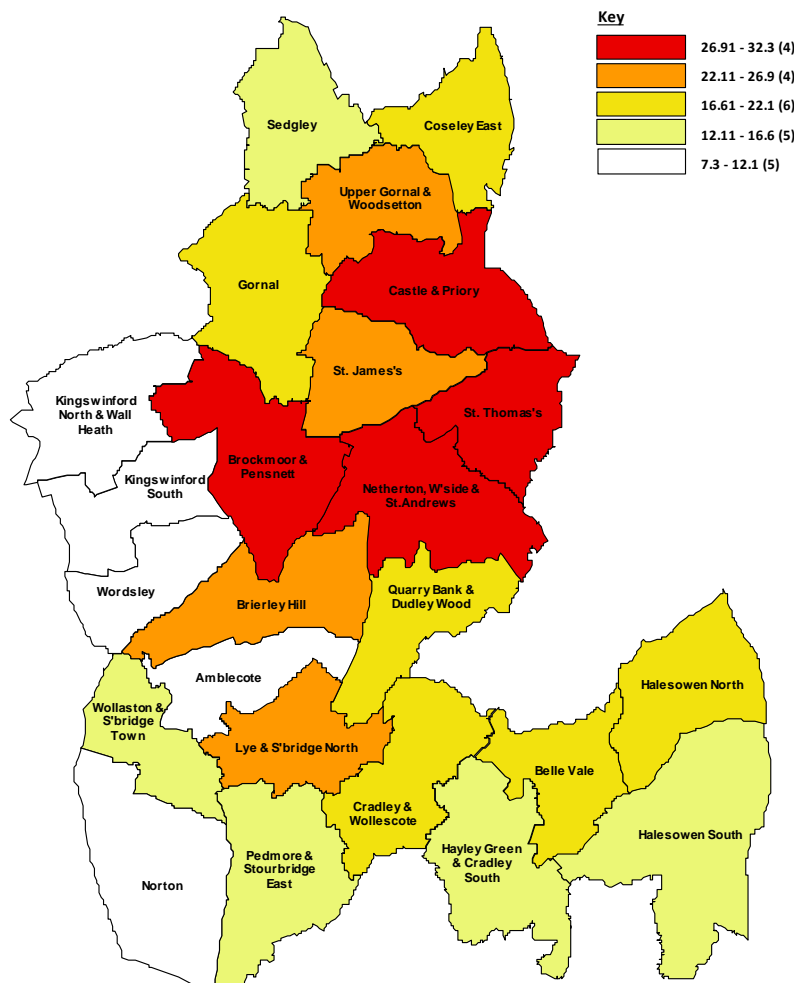 Key
26.91 - 32.3 (4)
22.11 - 26.9 (4)
16.61 - 22.1 (6)
12.11 - 16.6 (5)
7.3 - 12.1 (5)
Sedgley
Coseley East
Upper Gornal &
Woodsetton
Gornal
Castle & Priory
St. James's
Kingswinford
North & Wall
Heath
St. Thomas's
Brockmoor &
Pensnett
Kingswinford
South
Netherton, W'side &
St.Andrews
Wordsley
Brierley Hill
Quarry Bank &
Dudley Wood
Amblecote
Halesowen North
Wollaston &
S'bridge
Town
Lye & S'bridge North
Belle Vale
Cradley &
Wollescote
Halesowen South
Hayley Green
& Cradley
South
Pedmore &
Stourbridge
East
Norton